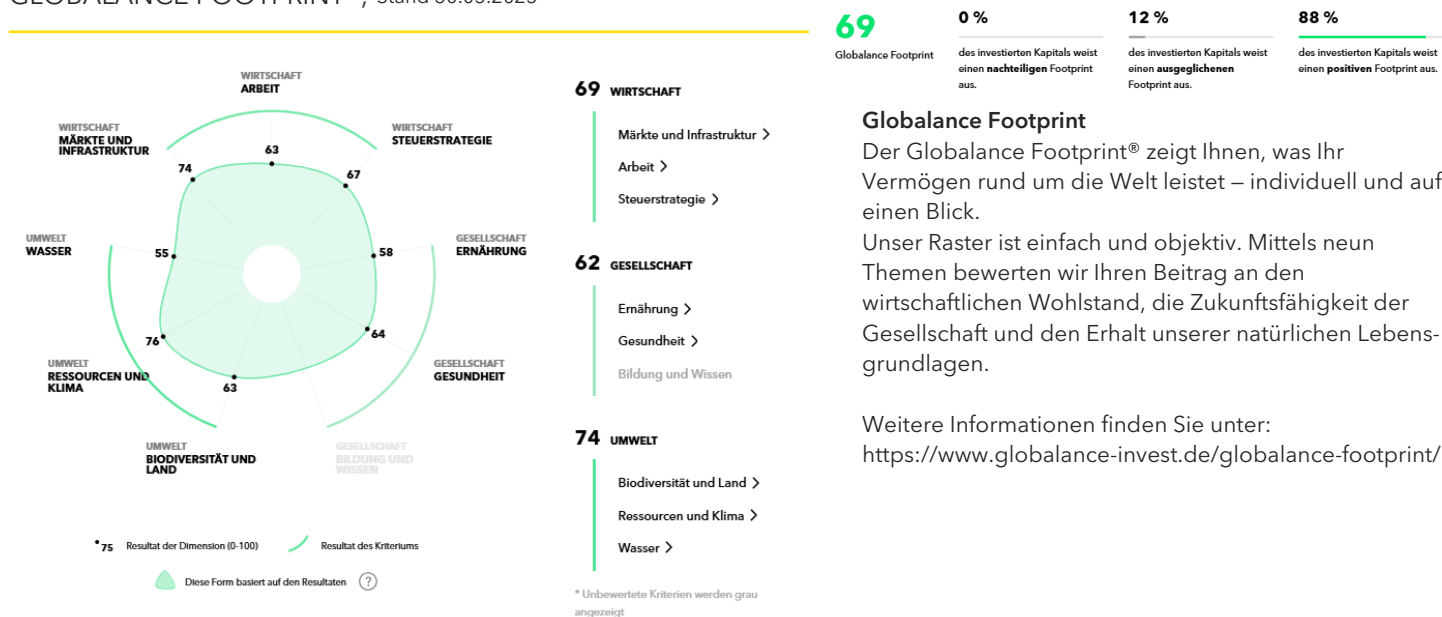 GLOBALANCE FOOTPRINT
WIRTSCHAFT
ARBEIT
WIRTSCHAFT
MÄRKTE UND
INFRASTRUKTUR
WIRTSCHAFT
STEUERSTRATEGIE
63
74
67
UMWELT
WASSER
55
58
GESELLSCHAFT
ERNÄHRUNG
76
64
UMWELT
RESSOURCEN UND
KLIMA
63
GESELLSCHAFT
GESUNDHEIT
UMWELT
BIODIVERSITÄT UND
LAND
GESELLSCHAFT
BILDUNG UND
WISSEN
75 Resultat der Dimension (0-100)
Resultat des Kriteriums
Diese Form basiert auf den Resultaten ?
69 WIRTSCHAFT
Märkte und Infrastruktur >
Arbeit >
Steuerstrategie >
62 GESELLSCHAFT
Ernährung >
Gesundheit >
Bildung und Wissen
74 UMWELT
Biodiversität und Land >
Ressourcen und Klima >
Wasser >
* Unbewertete Kriterien werden grau
angezeigt
69
Globalance Footprint
0 %
des investierten Kapitals weist
einen nachteiligen Footprint
aus.
12 %
des investierten Kapitals weist
einen ausgeglichenen
Footprint aus.
88 %
des investierten Kapitals weist
einen positiven Footprint aus.
Globalance Footprint
Der Globalance Footprint® zeigt Ihnen, was Ihr
Vermögen rund um die Welt leistet – individuell und auf
einen Blick.
Unser Raster ist einfach und objektiv. Mittels neun
Themen bewerten wir Ihren Beitrag an den
wirtschaftlichen Wohlstand, die Zukunftsfähigkeit der
Gesellschaft und den Erhalt unserer natürlichen Lebens-
grundlagen.
Weitere Informationen finden Sie unter:
https://www.globalance-invest.de/globalance-footprint/